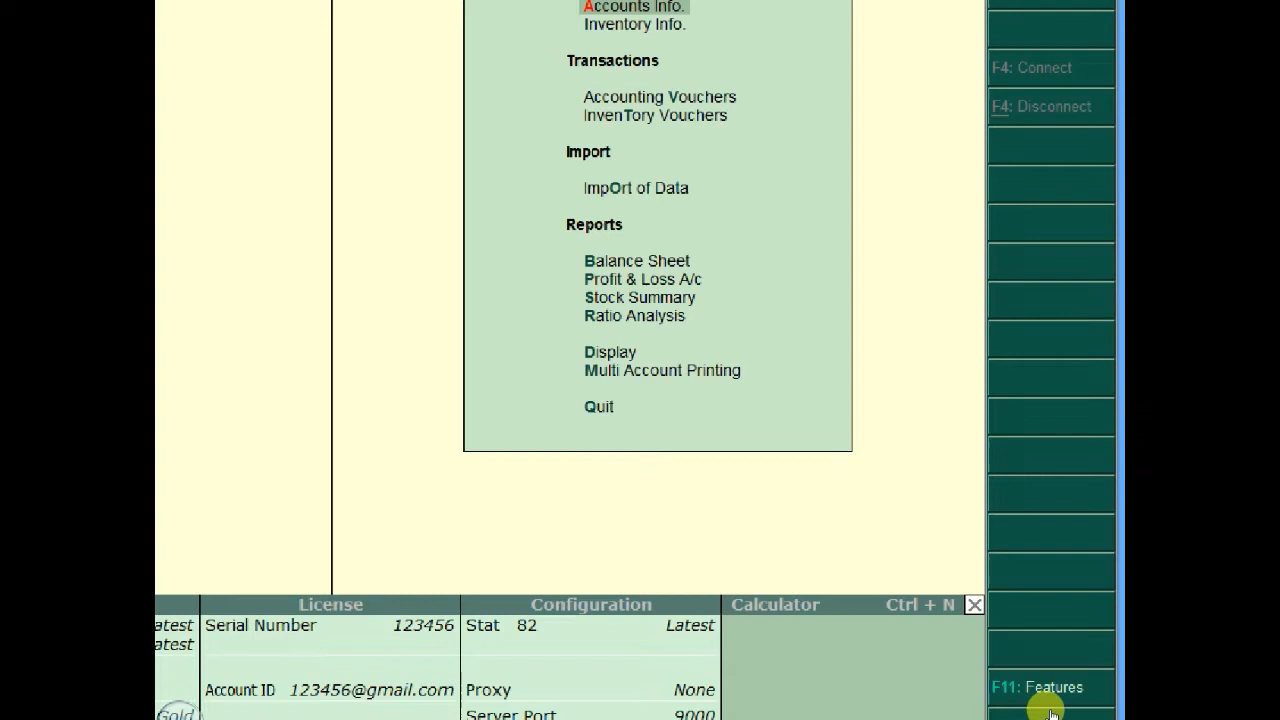 Accounts Info.
Inventory Info.
Transactions
Accounting Vouchers
InvenTory Vouchers
Import
ImpOrt of Data
Reports
Balance Sheet
Profit & Loss A/c
Stock Summary
Ratio Analysis
Display
Multi Account Printing
Quit
F4: Connect
F4: Disconnect
F11: Features
License
Configuration
Calculator
Ctrl + N
atest
atest
Serial Number 123456
Stat 82 Latest
Account ID 123456@gmail.com
Proxy None
Gold
Server Port 9000